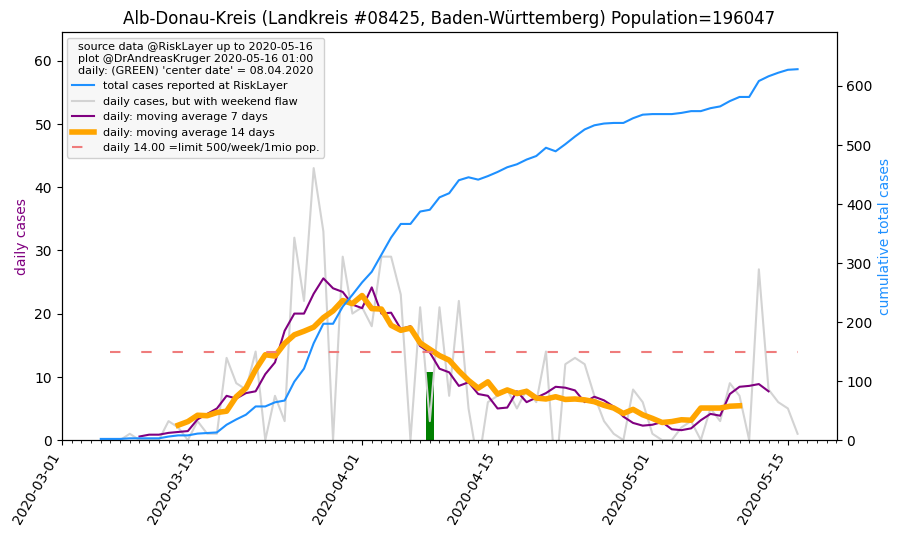 Alb-Donau-Kreis (Landkreis #08425, Baden-Württemberg) Population=196047
source data @RiskLayer up to 2020-05-16
plot @DrAndreasKruger 2020-05-16 01:00
daily: (GREEN) 'center date' = 08.04.2020
total cases reported at RiskLayer
daily cases, but with weekend flaw
daily: moving average 7 days
daily: moving average 14 days
daily 14.00 =limit 500/week/1mio pop.
daily cases
60
50
40
30
20
10
0
cumulative total cases
600
500
400
300
200
100
0
2020-03-01
2020-03-15
2020-04-01
2020-04-15
2020-05-01
2020-05-15